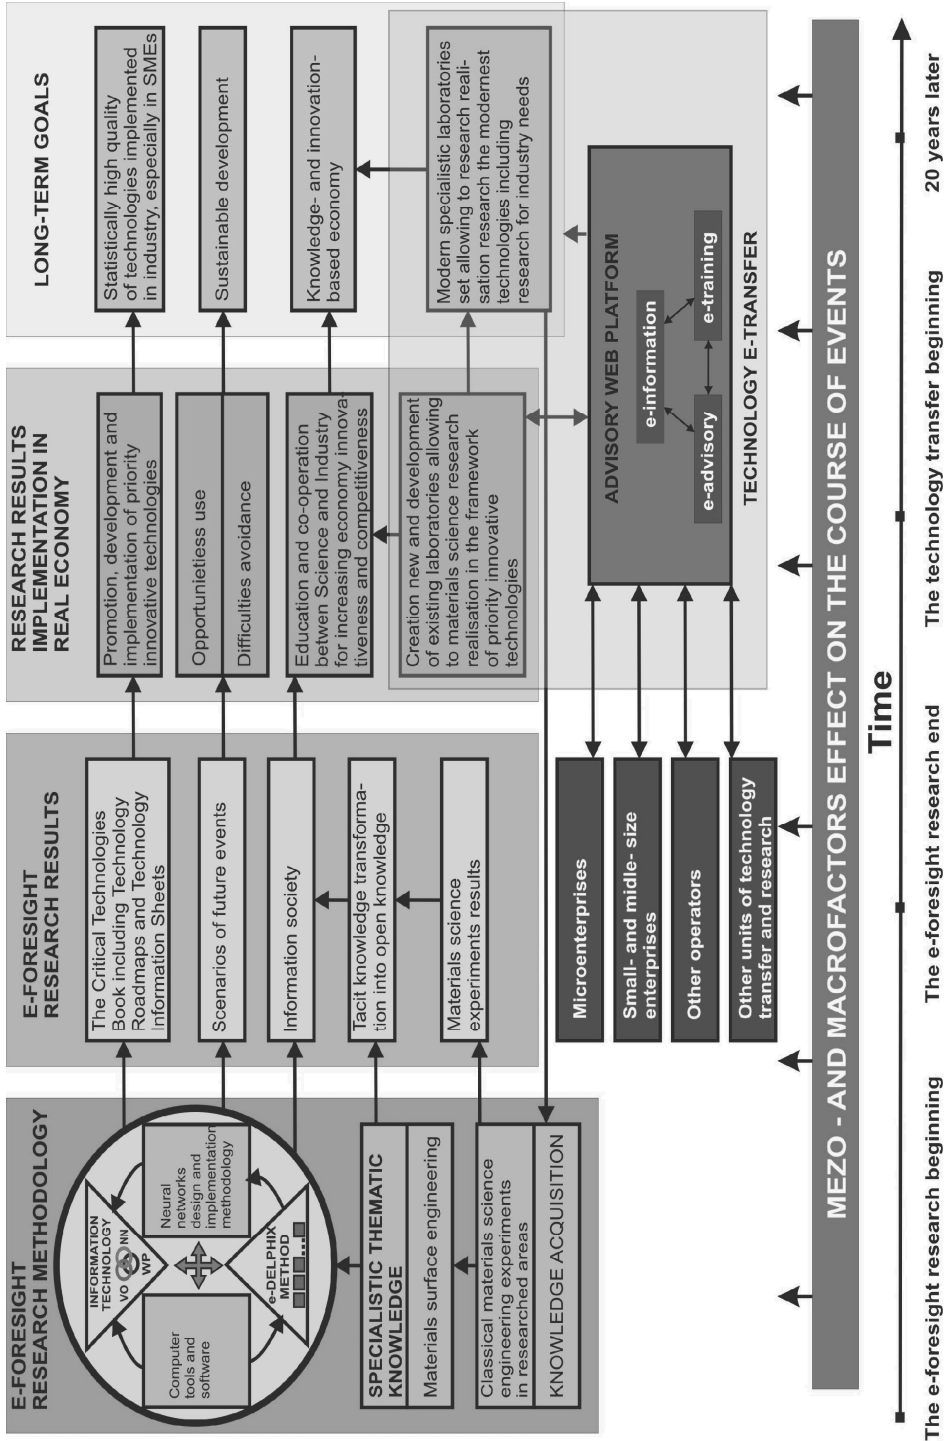 E-FORESIGHT
RESEARCH METHODOLOGY
INFORMATION
TECHNOLOGY
VO
NN
WP
Computer
tools and
software
Neural
networks
design and
implementation
methodology
e-DELPHIX
METHOD
SPECIALISTIC THEMATIC
KNOWLEDGE
Materials surface engineering
Classical materials science
engineering experiments
in researched areas
KNOWLEDGE ACQUISITION
E-FORESIGHT
RESEARCH RESULTS
The Critical Technologies
Book including Technology
Roadmaps and Technology
Information Sheets
Scenarios of future events
Information society
Tacit knowledge transforma-
tion into open knowledge
Materials science
experiments results
Microenterprises
Small- and middle- size
enterprises
Other operators
Other units of technology
transfer and research
RESEARCH RESULTS
IMPLEMENTATION IN
REAL ECONOMY
Promotion, development and
implementation of priority
innovative technologies
Opportunietless use
Difficulties avoidance
Education and co-operation
between Science and Industry
for increasing economy innova-
tiveness and competitiveness
Creation new and development
of existing laboratories allowing
to materials science research
realisation in the framework
of priority innovative
technologies
LONG-TERM GOALS
Statistically high quality
of technologies implemented
in industry, especially in SMEs
Sustainable development
Knowledge- and innovation-
based economy
Modern specialistic laboratories
set allowing to research reali-
sation research the modernest
technologies including
research for industry needs
ADVISORY WEB PLATFORM
e-information
e-advisory
e-training
TECHNOLOGY E-TRANSFER
MEZO - AND MACROFACTORS EFFECT ON THE COURSE OF EVENTS
Time
The e-foresight research beginning
The e-foresight research end
The technology transfer beginning
20 years later